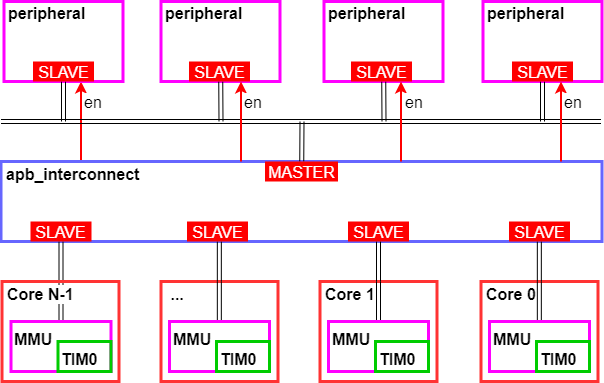 peripheral peripheral peripheral peripheral
SLAVE SLAVE SLAVE SLAVE
en en en en
MASTER
apb_interconnect
SLAVE SLAVE SLAVE SLAVE
Core N-1 ... Core 1 Core 0
MMU MMU MMU MMU
TIM0 TIM0 TIM0 TIM0